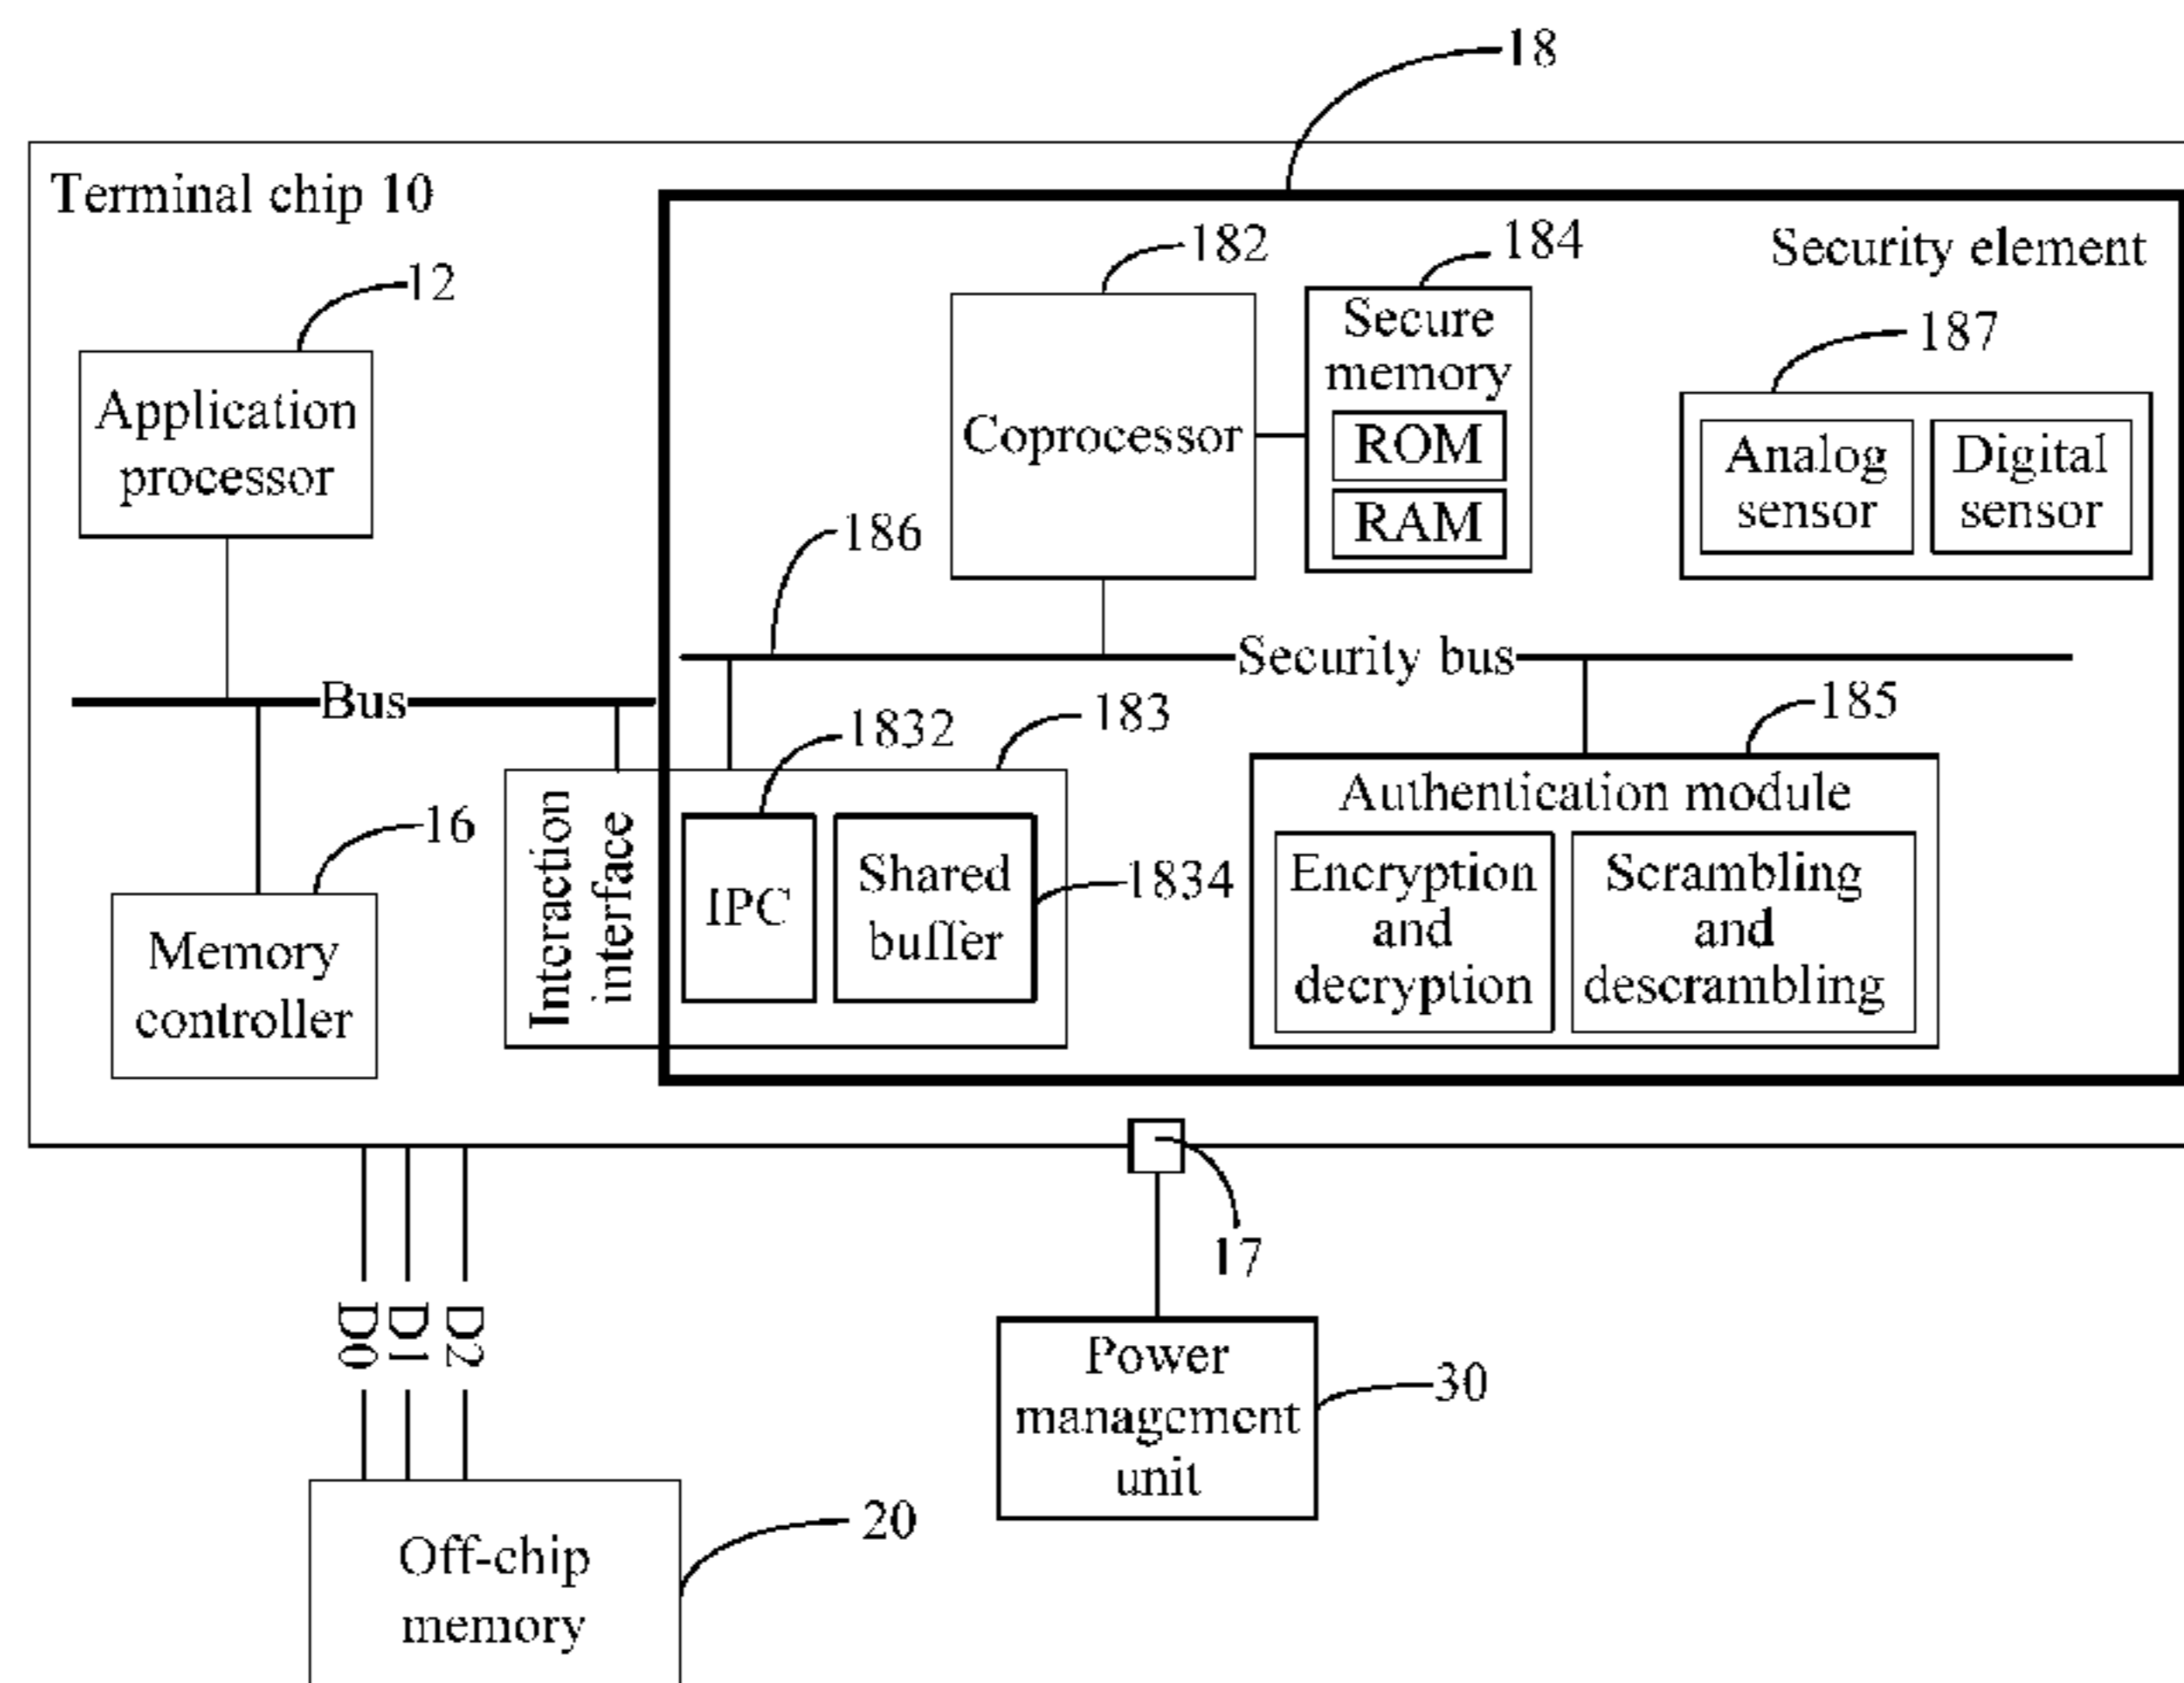 18
Terminal chip 10
Security element
12
182
184
187
Application
processor
Coprocessor
Secure
memory
ROM
RAM
Analog
sensor
Digital
sensor
186
Security bus
Bus
1832
183
185
16
Memory
controller
Interaction
interface
IPC
Shared
buffer
1834
Authentication module
Encryption
and
decryption
Scrambling
and
descrambling
17
D0
D1
D2
Power
management
unit
30
Off-chip
memory
20